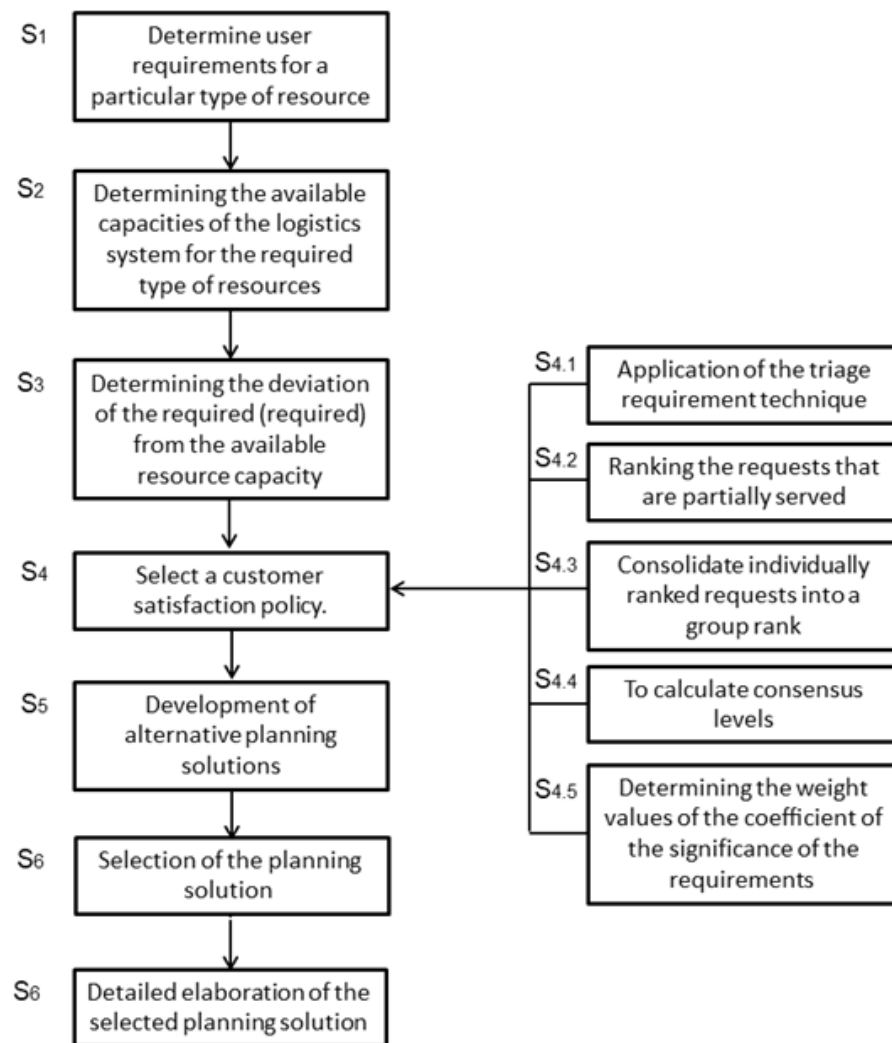 S1
Determine user
requirements for a
particular type of resource
S2
Determining the available
capacities of the logistics
system for the required
type of resources
S3
Determining the deviation
of the required (required)
from the available
resource capacity
S4
Select a customer
satisfaction policy.
S5
Development of
alternative planning
solutions
S6
Selection of the planning
solution
S6
Detailed elaboration of the
selected planning solution
S4.1
Application of the triage
requirement technique
S4.2
Ranking the requests that
are partially served
S4.3
Consolidate individually
ranked requests into a
group rank
S4.4
To calculate consensus
levels
S4.5
Determining the weight
values of the coefficient of
the significance of the
requirements